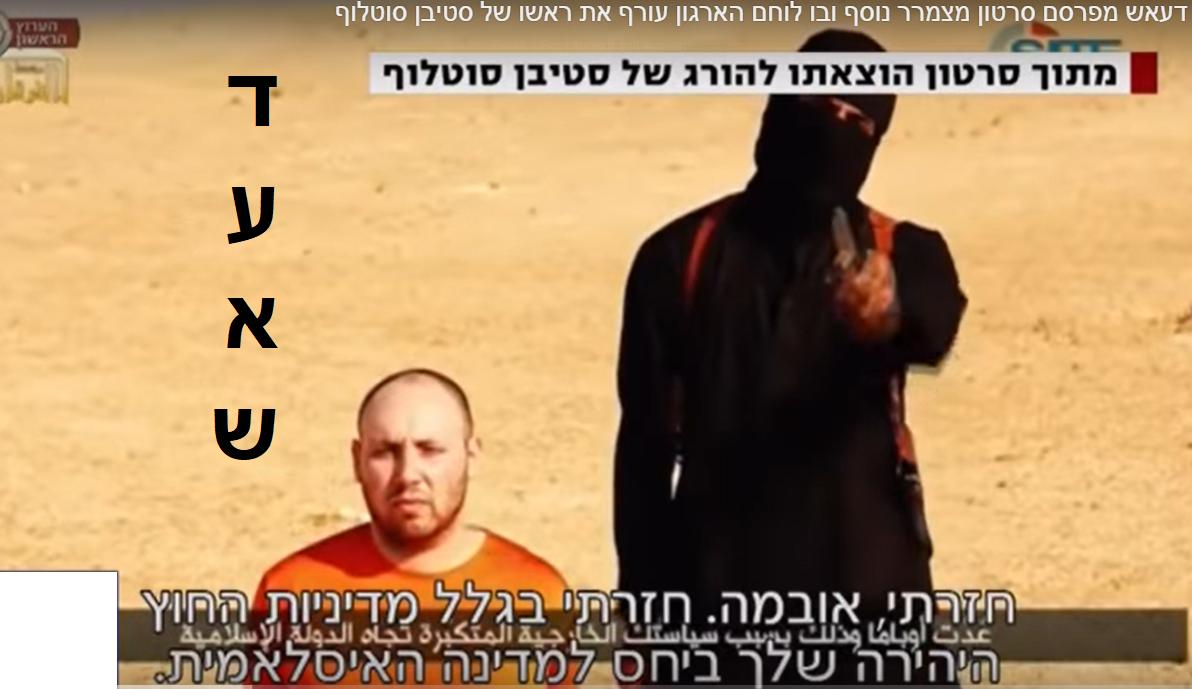 דעאש מפרסם סרטון מצמרר נוסף ובו לוחם הארגון עורף את ראשו של סטיבן סוטלוף
הערוץ
הראשון
מתוך סרטון הוצאתו להורג של סטיבן סוטלוף
ד
ע
א
ש
חזרתי, אובמה. חזרתי בגלל מדיניות החוץ
عدت أوباما وذلك بسبب سياستك الخارجية المتكبرة تجاه الدولة الإسلامية
היהירה שלך ביחס למדינה האיסלאמית.